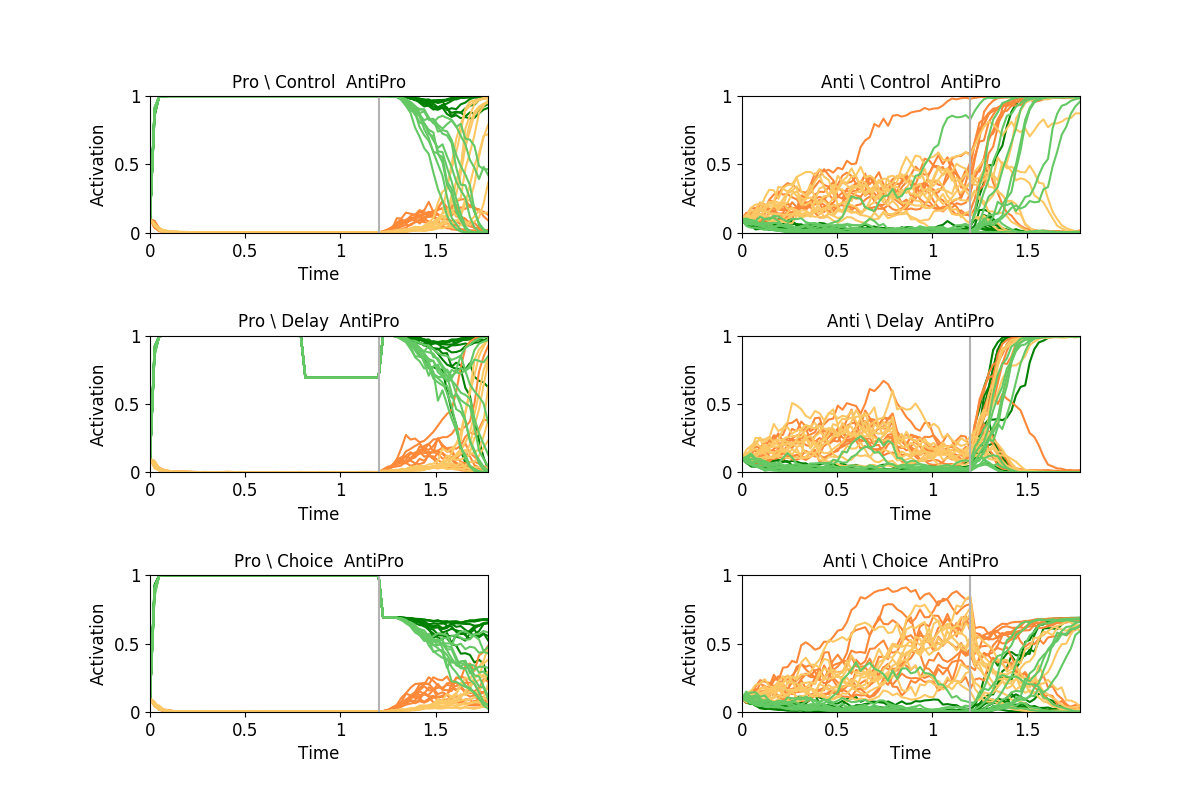 Pro \ Control  AntiPro
Activation
1
0.5
0
0
0.5
1
1.5
Time
Anti \ Control  AntiPro
Activation
1
0.5
0
0
0.5
1
1.5
Time
Pro \ Delay  AntiPro
Activation
1
0.5
0
0
0.5
1
1.5
Time
Anti \ Delay  AntiPro
Activation
1
0.5
0
0
0.5
1
1.5
Time
Pro \ Choice  AntiPro
Activation
1
0.5
0
0
0.5
1
1.5
Time
Anti \ Choice  AntiPro
Activation
1
0.5
0
0
0.5
1
1.5
Time